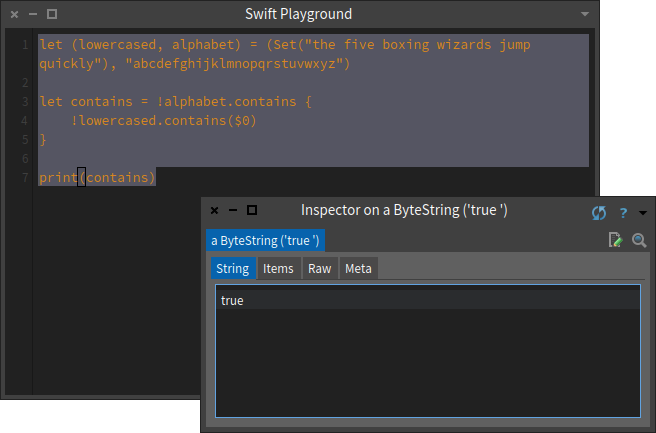 Swift Playground
1 let (lowercased, alphabet) = (Set("the five boxing wizards jump
quickly"), "abcdefghijklmnopqrstuvwxyz")
2
3 let contains = !alphabet.contains {
4     !lowercased.contains($0)
5 }
6
7 print(contains)
Inspector on a ByteString ('true ')
?
a ByteString ('true ')
String Items Raw Meta
true